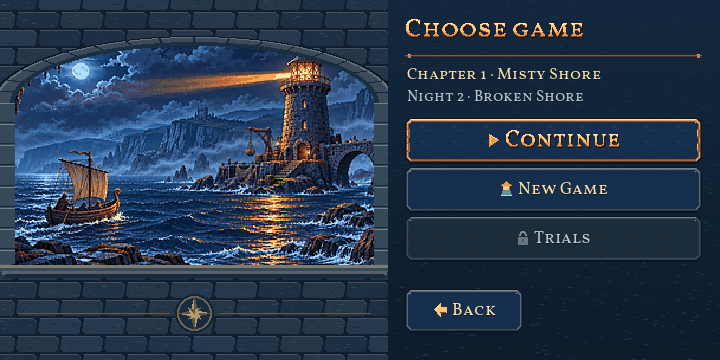 Choose game
Chapter 1 · Misty Shore
Night 2 · Broken Shore
Continue
New Game
Trials
Back